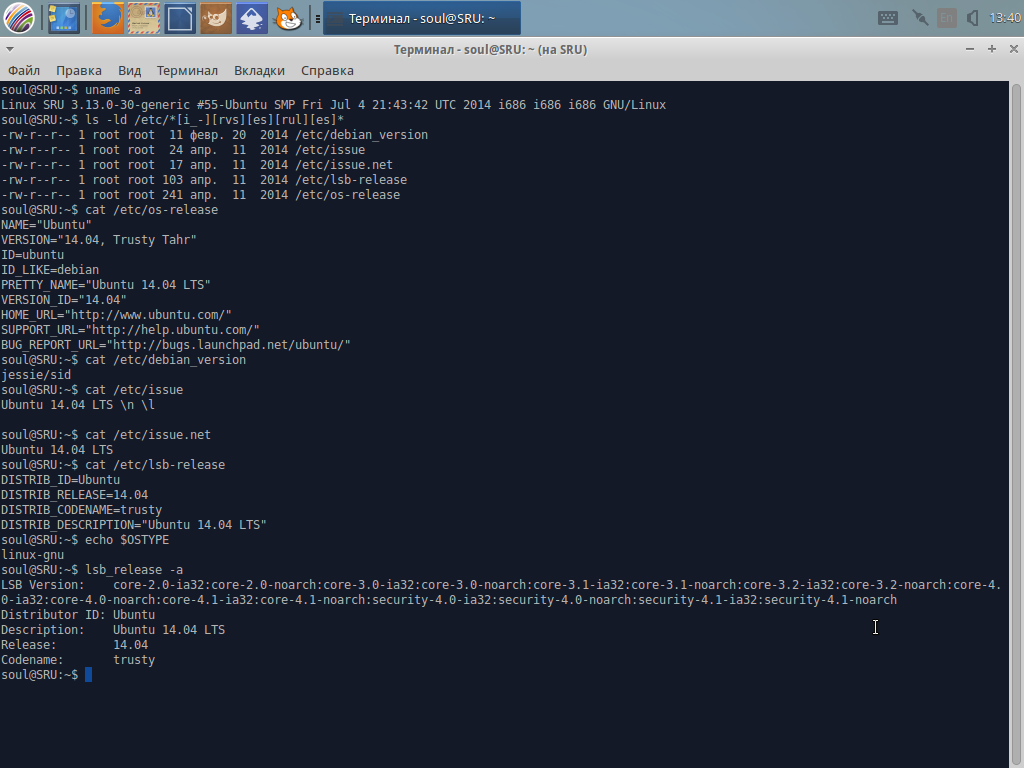 Терминал - soul@SRU: ~
En
13:40
Терминал - soul@SRU: ~ (на SRU)
Файл Правка Вид Терминал Вкладки Справка
soul@SRU:~$ uname -a
Linux SRU 3.13.0-30-generic #55-Ubuntu SMP Fri Jul 4 21:43:42 UTC 2014 i686 i686 i686 GNU/Linux
soul@SRU:~$ ls -ld /etc/*[i_-][rvs][es][rul][es]*
-rw-r--r-- 1 root root  11 февр. 20  2014 /etc/debian_version
-rw-r--r-- 1 root root  24 апр.  11  2014 /etc/issue
-rw-r--r-- 1 root root  17 апр.  11  2014 /etc/issue.net
-rw-r--r-- 1 root root 103 апр.  11  2014 /etc/lsb-release
-rw-r--r-- 1 root root 241 апр.  11  2014 /etc/os-release
soul@SRU:~$ cat /etc/os-release
NAME="Ubuntu"
VERSION="14.04, Trusty Tahr"
ID=ubuntu
ID_LIKE=debian
PRETTY_NAME="Ubuntu 14.04 LTS"
VERSION_ID="14.04"
HOME_URL="http://www.ubuntu.com/"
SUPPORT_URL="http://help.ubuntu.com/"
BUG_REPORT_URL="http://bugs.launchpad.net/ubuntu/"
soul@SRU:~$ cat /etc/debian_version
jessie/sid
soul@SRU:~$ cat /etc/issue
Ubuntu 14.04 LTS \n \l

soul@SRU:~$ cat /etc/issue.net
Ubuntu 14.04 LTS
soul@SRU:~$ cat /etc/lsb-release
DISTRIB_ID=Ubuntu
DISTRIB_RELEASE=14.04
DISTRIB_CODENAME=trusty
DISTRIB_DESCRIPTION="Ubuntu 14.04 LTS"
soul@SRU:~$ echo $OSTYPE
linux-gnu
soul@SRU:~$ lsb_release -a
LSB Version:    core-2.0-ia32:core-2.0-noarch:core-3.0-ia32:core-3.0-noarch:core-3.1-ia32:core-3.1-noarch:core-3.2-ia32:core-3.2-noarch:core-4.
0-ia32:core-4.0-noarch:core-4.1-ia32:core-4.1-noarch:security-4.0-ia32:security-4.0-noarch:security-4.1-ia32:security-4.1-noarch
Distributor ID: Ubuntu
Description:    Ubuntu 14.04 LTS
Release:        14.04
Codename:       trusty
soul@SRU:~$